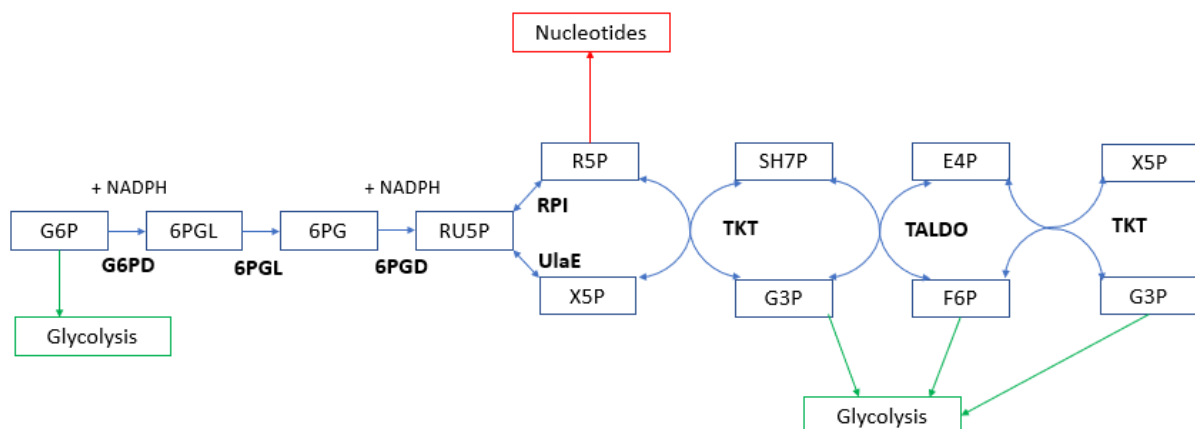 Nucleotides
R5P
SH7P
E4P
X5P
+ NADPH
+ NADPH
RPI
G6P
6PGL
6PG
RU5P
TKT
TALDO
TKT
G6PD
6PGL
6PGD
UlaE
X5P
G3P
F6P
G3P
Glycolysis
Glycolysis